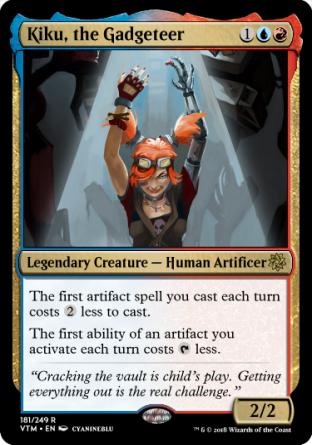 Kiku, the Gadgeteer 1
Legendary Creature — Human Artificer
The first artifact spell you cast each turn
costs 2 less to cast.
The first ability of an artifact you
activate each turn costs less.
“Cracking the vault is child’s play. Getting
everything out is the real challenge.”
2/2
181/249 R
VTM • EN CYANINEBLU
™ & © 2018 Wizards of the Coast